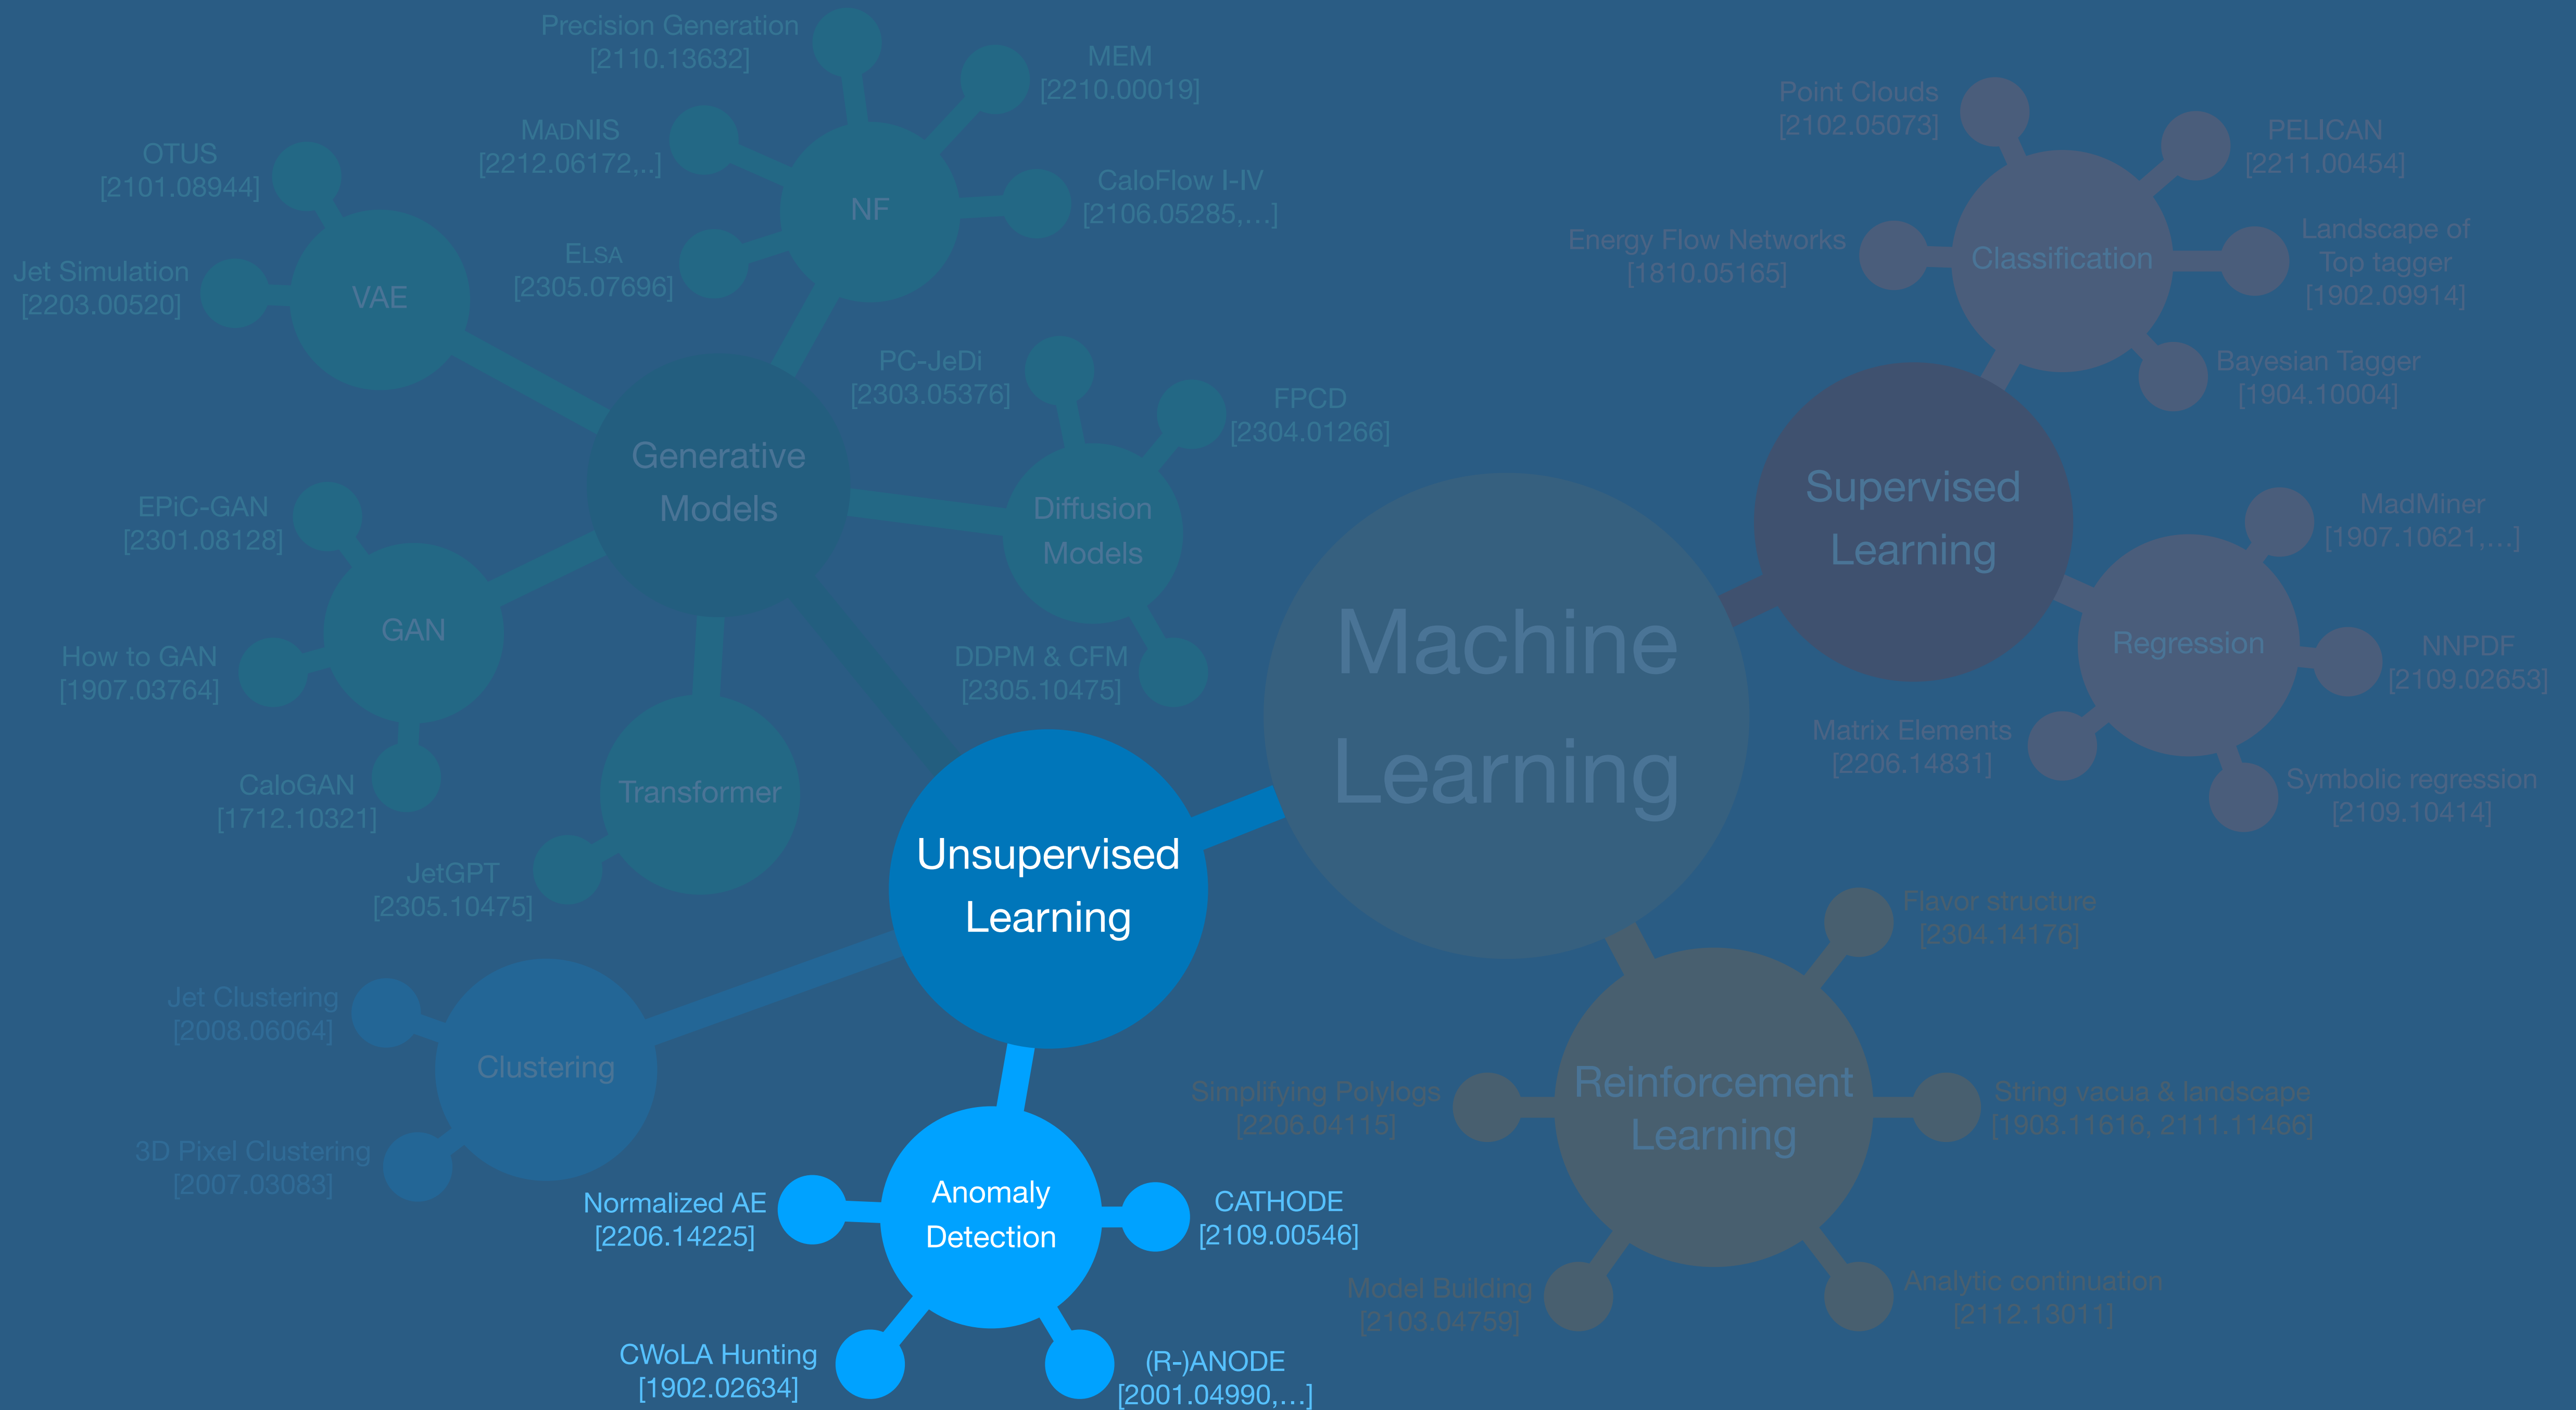 Precision Generation
[2110.13632]
MEM
[2210.00019]
MADNIS
[2212.06172,..]
CaloFlow I-IV
[2106.05285,...]
ELSA
[2305.07696]
NF
OTUS
[2101.08944]
Jet Simulation
[2203.00520]
VAE
Generative
Models
PC-JeDi
[2303.05376]
FPCD
[2304.01266]
Diffusion
Models
DDPM & CFM
[2305.10475]
EPiC-GAN
[2301.08128]
GAN
How to GAN
[1907.03764]
CaloGAN
[1712.10321]
Transformer
JetGPT
[2305.10475]
Machine
Learning
Unsupervised
Learning
Jet Clustering
[2008.06064]
Clustering
3D Pixel Clustering
[2007.03083]
Anomaly
Detection
Normalized AE
[2206.14225]
CATHODE
[2109.00546]
CWoLA Hunting
[1902.02634]
(R-)ANODE
[2001.04990,...]
Supervised
Learning
Point Clouds
[2102.05073]
PELICAN
[2211.00454]
Energy Flow Networks
[1810.05165]
Classification
Landscape of
Top tagger
[1902.09914]
Bayesian Tagger
[1904.10004]
MadMiner
[1907.10621,...]
Regression
NNPDF
[2109.02653]
Matrix Elements
[2206.14831]
Symbolic regression
[2109.10414]
Reinforcement
Learning
Flavor structure
[2304.14176]
Simplifying Polylogs
[2206.04115]
String vacua & landscape
[1903.11616, 2111.11466]
Model Building
[2103.04759]
Analytic continuation
[2112.13011]